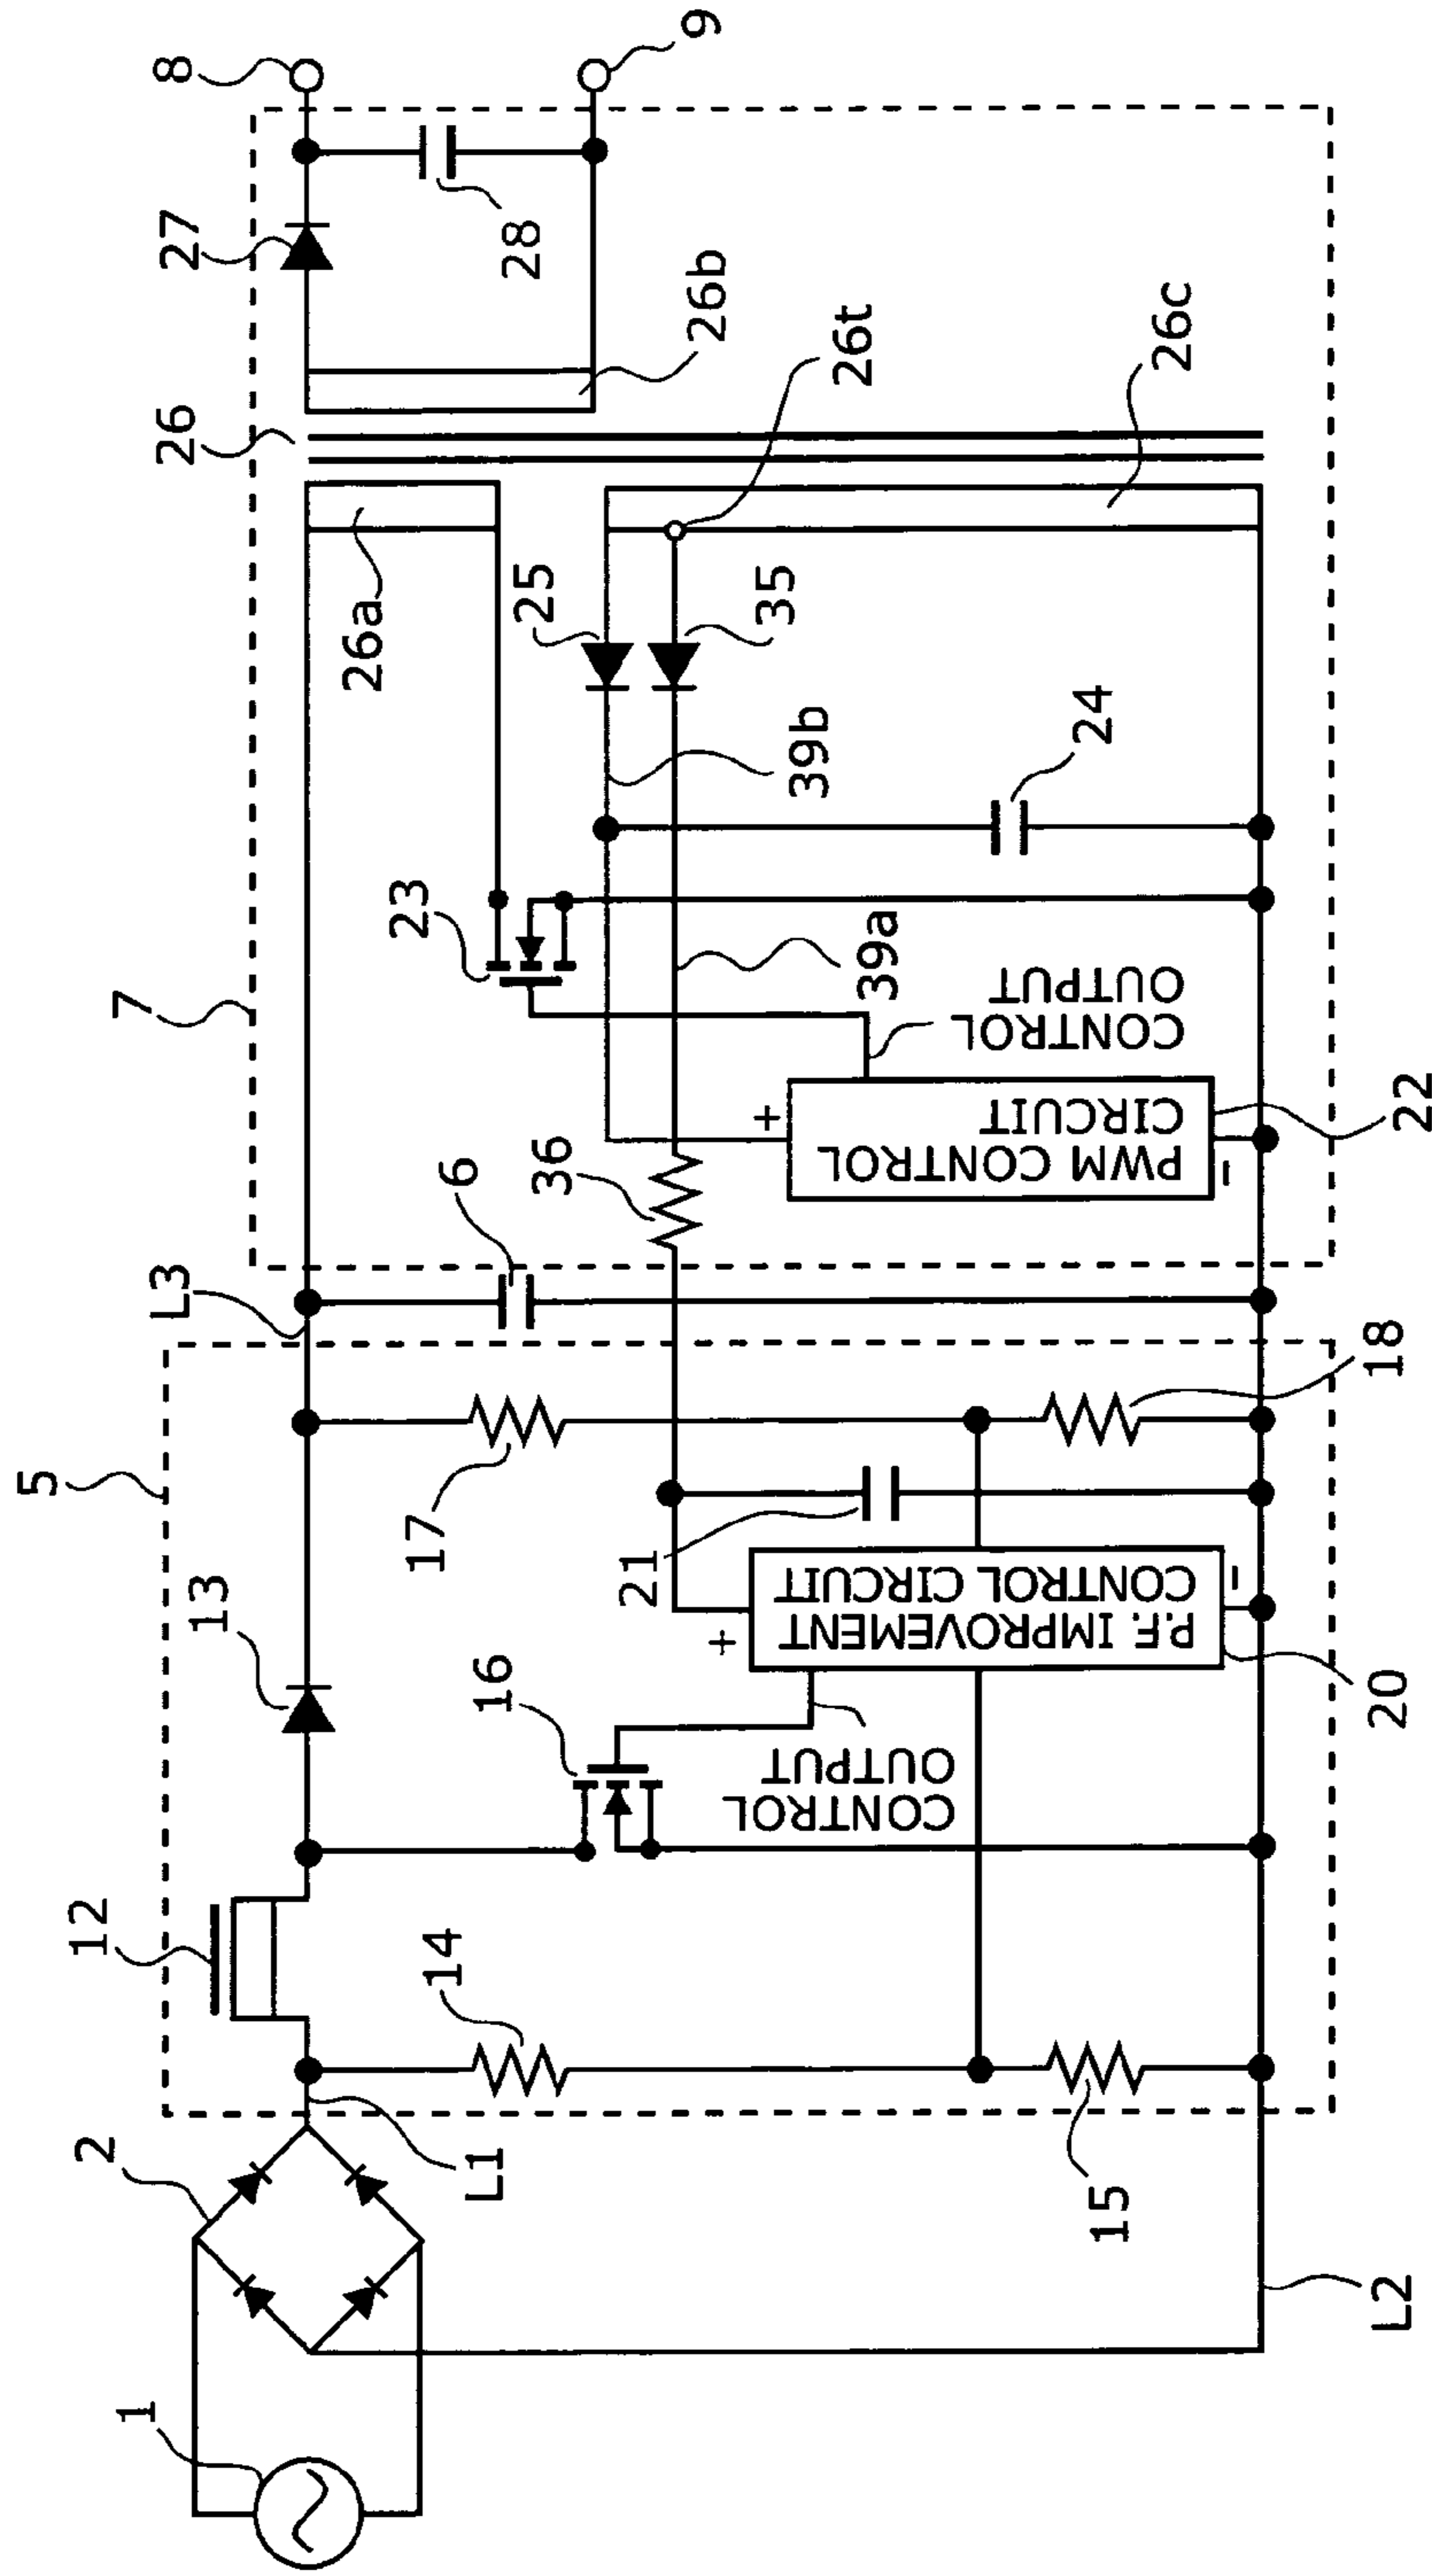 1
2
L1
L2
5
12
14
15
13
16
CONTROL
OUTPUT
17
21
P.F. IMPROVEMENT
CONTROL CIRCUIT
+
−
20
18
L3
6
7
36
23
PWM CONTROL
CIRCUIT
+
−
22
CONTROL
OUTPUT
39a
39b
24
25
35
26a
26
26t
26c
26b
27
28
8
9